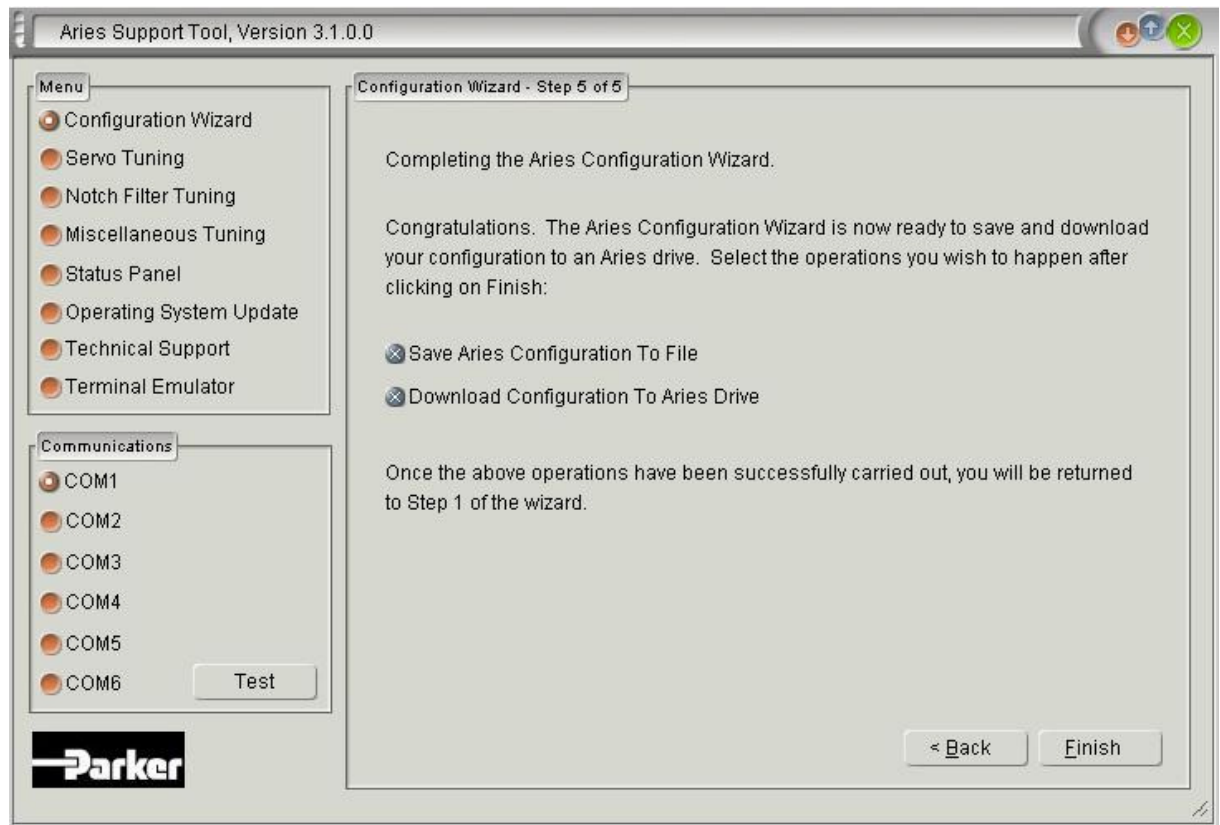 Aries Support Tool, Version 3.1.0.0
Menu
Configuration Wizard
Servo Tuning
Notch Filter Tuning
Miscellaneous Tuning
Status Panel
Operating System Update
Technical Support
Terminal Emulator
Communications
COM1
COM2
COM3
COM4
COM5
COM6
Test
Parker
Configuration Wizard - Step 5 of 5
Completing the Aries Configuration Wizard.
Congratulations. The Aries Configuration Wizard is now ready to save and download
your configuration to an Aries drive. Select the operations you wish to happen after
clicking on Finish:
Save Aries Configuration To File
Download Configuration To Aries Drive
Once the above operations have been successfully carried out, you will be returned
to Step 1 of the wizard.
< Back
Finish